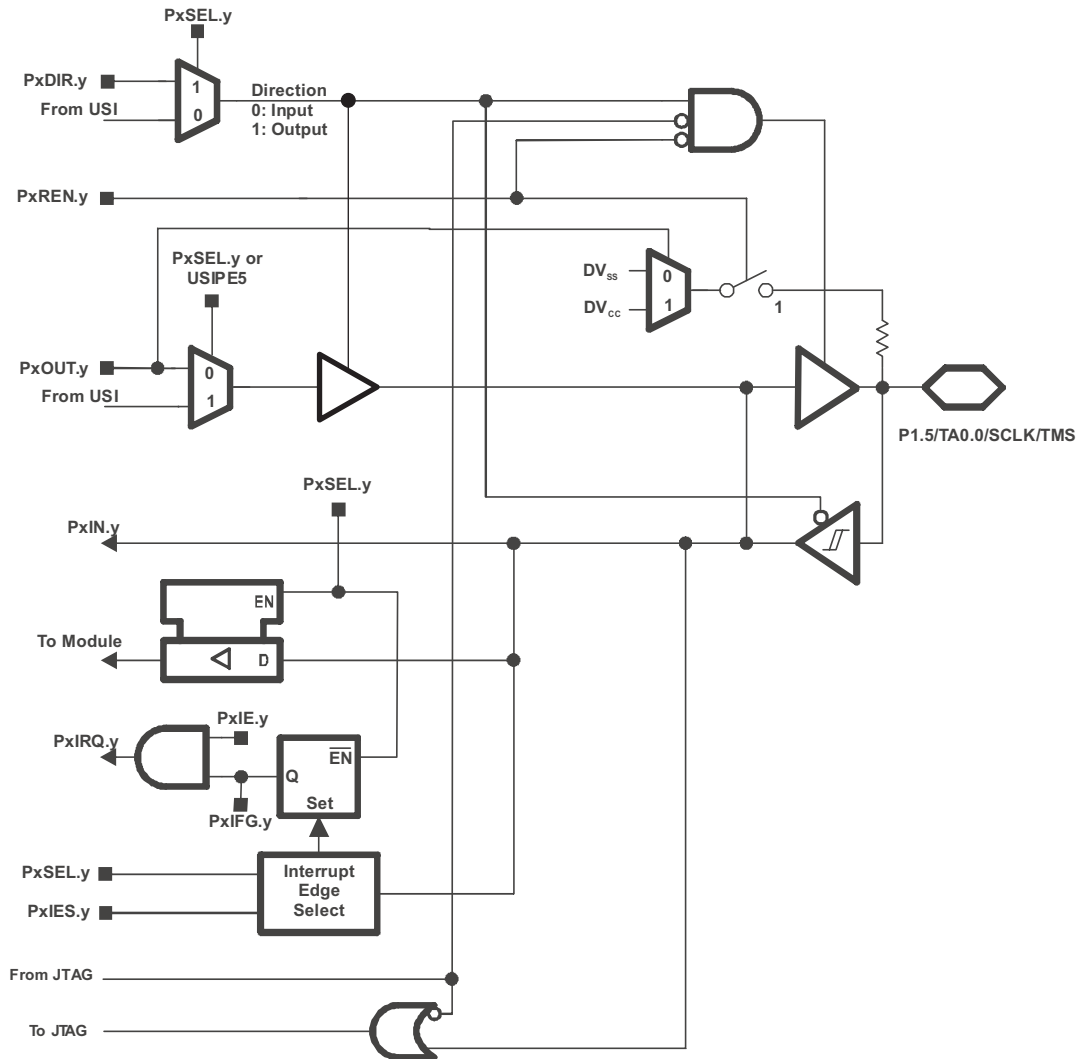 PxSEL.y
PxDIR.y
1
From USI
0
Direction
0: Input
1: Output
PxREN.y
PxSEL.y or
USIPE5
DVSS
0
DVCC
1
1
PxOUT.y
0
From USI
1
P1.5/TA0.0/SCLK/TMS
PxSEL.y
PxIN.y
EN
To Module
D
PxIE.y
PxIRQ.y
EN
Q
Set
PxIFG.y
PxSEL.y
Interrupt
Edge
Select
PxIES.y
From JTAG
To JTAG